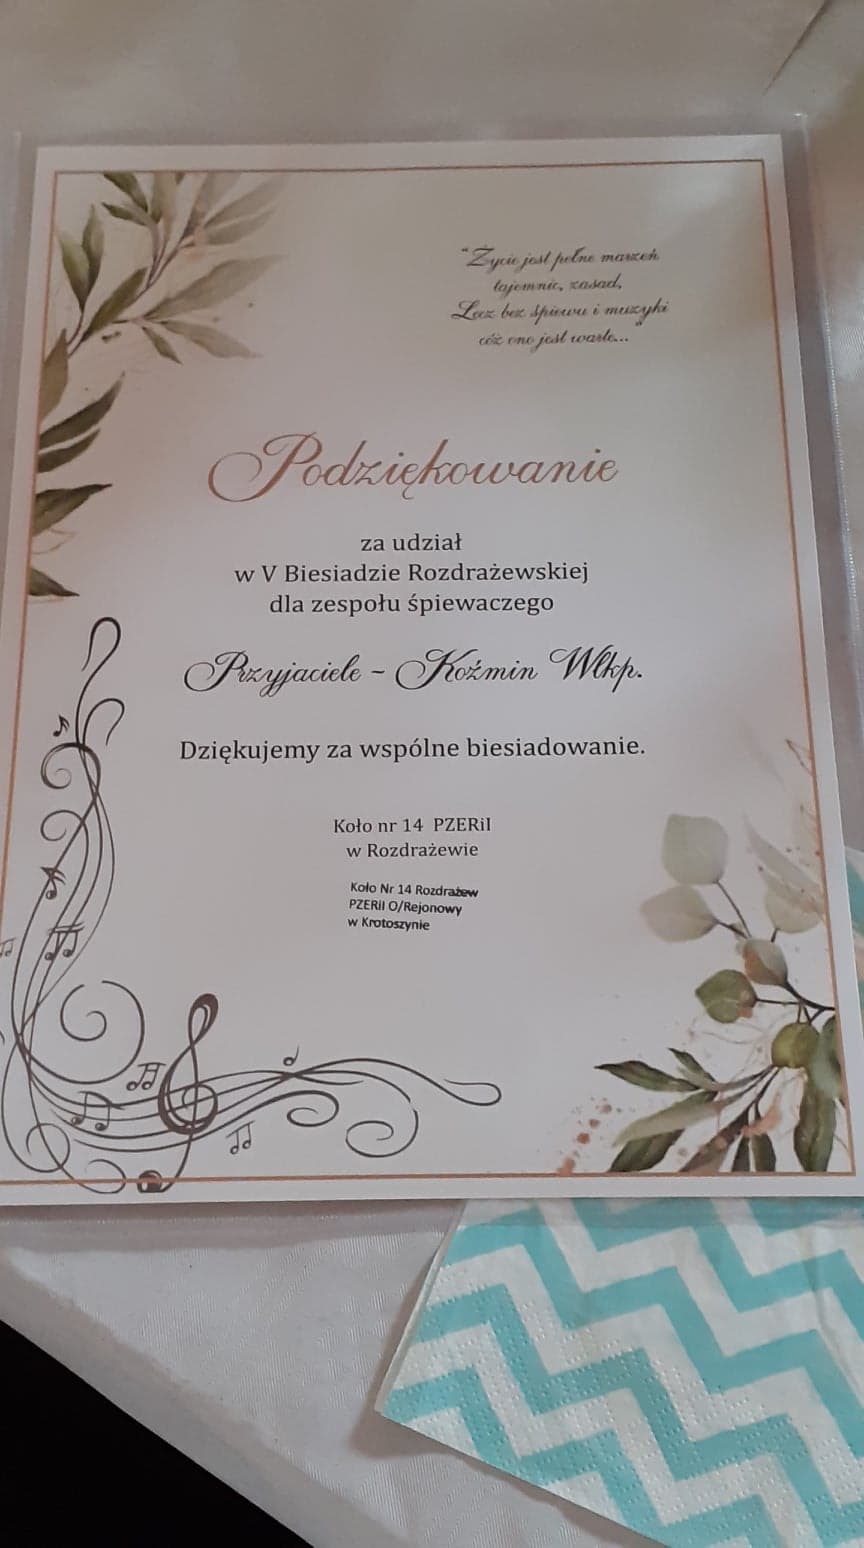 "Życie jest pełne marzeń
tajemnic, zasad,
Lecz bez śpiewu i muzyki
cóż ono jest warte..."
Podziękowanie
za udział
w V Biesiadzie Rozdrażewskiej
dla zespołu śpiewaczego
Przyjaciele - Koźmin Wlkp.
Dziękujemy za wspólne biesiadowanie.
Koło nr 14 PZERiI
w Rozdrażewie
Koło Nr 14 Rozdrażew
PZERiI O/Rejonowy
w Krotoszynie